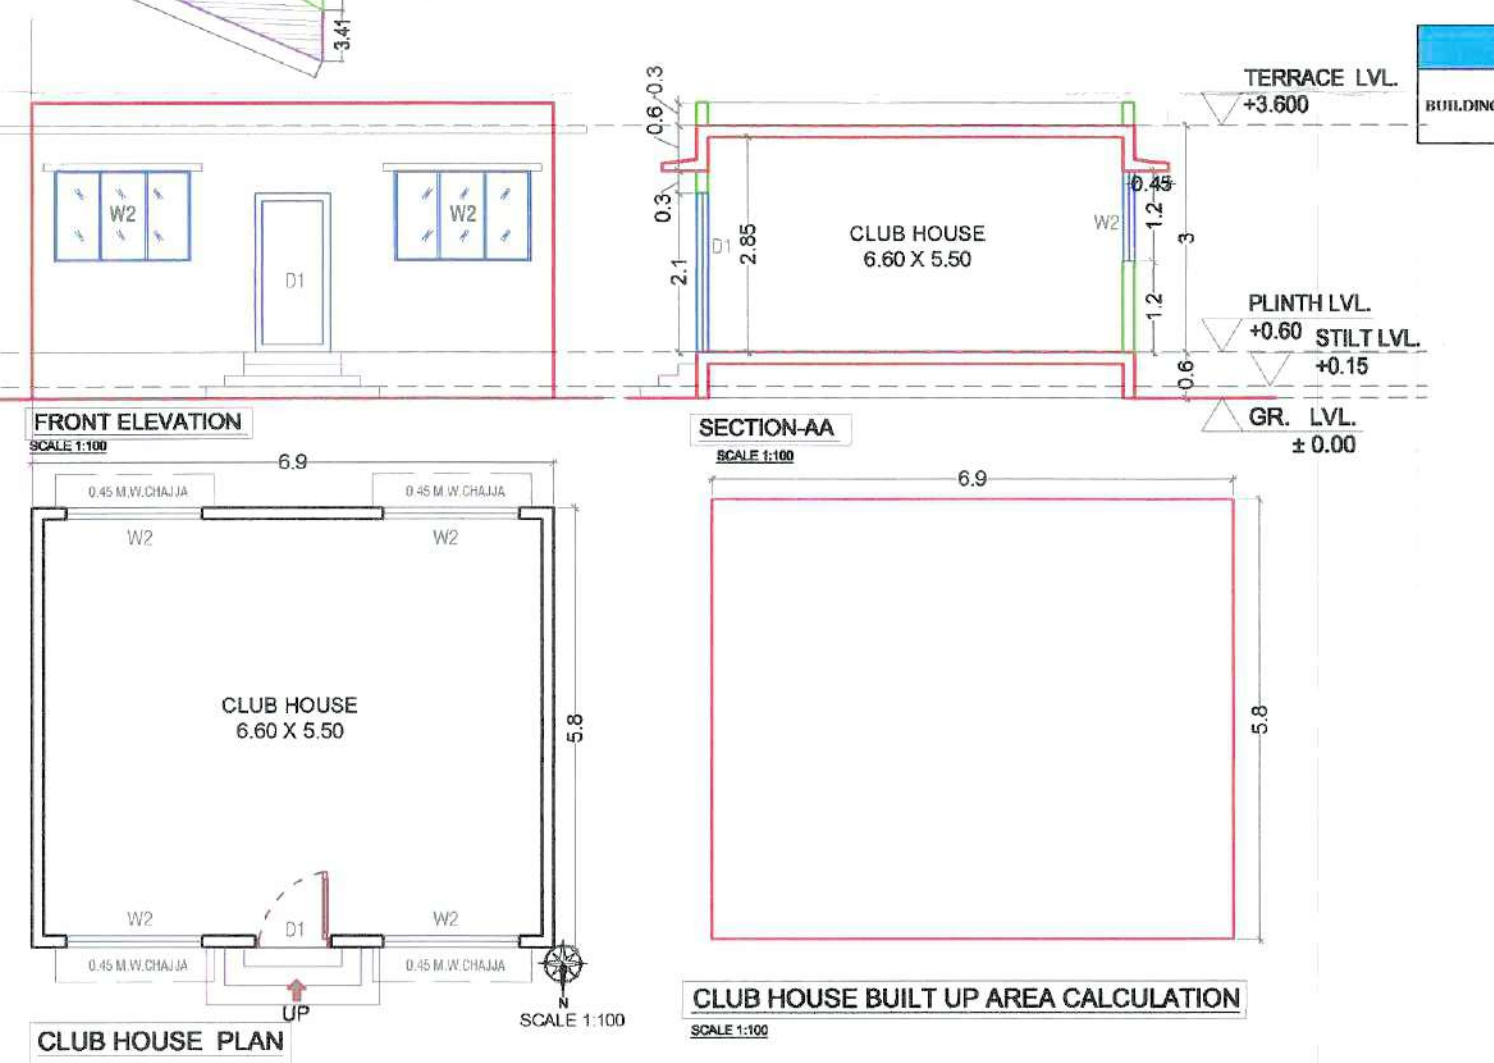 3.41
TERRACE LVL.
+3.600
BUILDING
0.3
0.6
0.3
2.1
D1
2.85
CLUB HOUSE
6.60 X 5.50
W2
0.45
1.2
1.2
3
0.6
PLINTH LVL.
+0.60
STILT LVL.
+0.15
GR. LVL.
± 0.00
W2
W2
D1
FRONT ELEVATION
SCALE 1:100
SECTION-AA
SCALE 1:100
6.9
0.45 M.W.CHAJJA
0.45 M.W.CHAJJA
W2
W2
CLUB HOUSE
6.60 X 5.50
5.8
W2
W2
D1
0.45 M.W.CHAJJA
0.45 M.W.CHAJJA
UP
N
SCALE 1:100
CLUB HOUSE PLAN
6.9
5.8
CLUB HOUSE BUILT UP AREA CALCULATION
SCALE 1:100